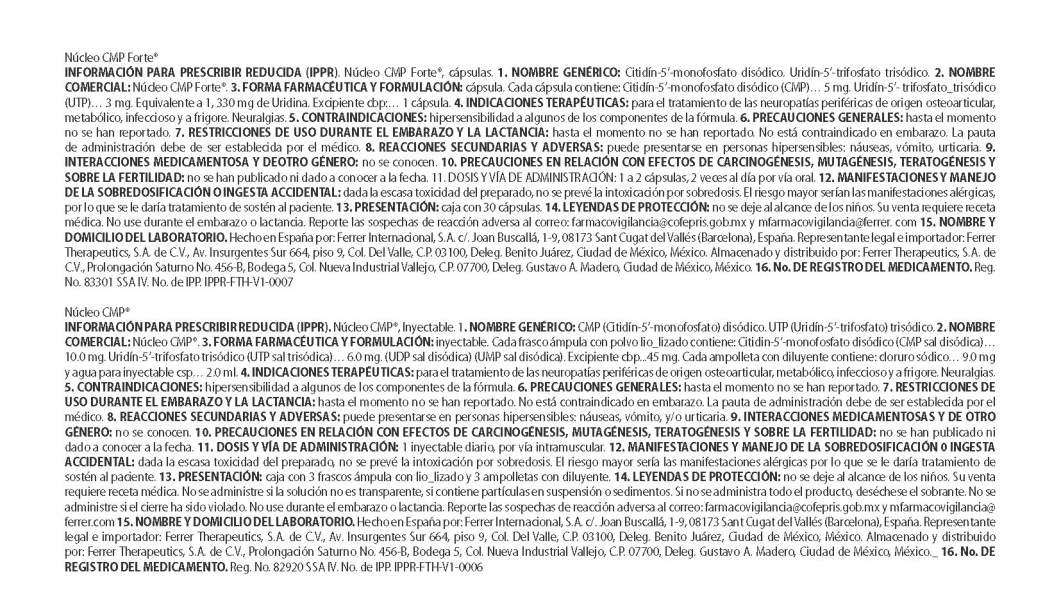 Núcleo CMP Forte®
INFORMACIÓN PARA PRESCRIBIR REDUCIDA (IPPR). Núcleo CMP Forte®, cápsulas. 1. NOMBRE GENÉRICO: Citidín-5’-monofosfato disódico. Uridín-5’-trifosfato trisódico. 2. NOMBRE
COMERCIAL: Núcleo CMP Forte®. 3. FORMA FARMACÉUTICA Y FORMULACIÓN: cápsula. Cada cápsula contiene: Citidín-5’-monofosfato disódico (CMP)… 5 mg. Uridín-5’- trifosfato_trisódico
(UTP)… 3 mg. Equivalente a 1, 330 mg de Uridina. Excipiente cbp:… 1 cápsula. 4. INDICACIONES TERAPÉUTICAS: para el tratamiento de las neuropatías periféricas de origen osteoarticular,
metabólico, infeccioso y a frigore. Neuralgias. 5. CONTRAINDICACIONES: hipersensibilidad a algunos de los componentes de la fórmula. 6. PRECAUCIONES GENERALES: hasta el momento
no se han reportado. 7. RESTRICCIONES DE USO DURANTE EL EMBARAZO Y LA LACTANCIA: hasta el momento no se han reportado. No está contraindicado en embarazo. La pauta
de administración debe de ser establecida por el médico. 8. REACCIONES SECUNDARIAS Y ADVERSAS: puede presentarse en personas hipersensibles: náuseas, vómito, urticaria. 9.
INTERACCIONES MEDICAMENTOSA Y DEOTRO GÉNERO: no se conocen. 10. PRECAUCIONES EN RELACIÓN CON EFECTOS DE CARCINOGÉNESIS, MUTAGÉNESIS, TERATOGÉNESIS Y
SOBRE LA FERTILIDAD: no se han publicado ni dado a conocer a la fecha. 11. DOSIS Y VÍA DE ADMINISTRACIÓN: 1 a 2 cápsulas, 2 veces al día por vía oral. 12. MANIFESTACIONES Y MANEJO
DE LA SOBREDOSIFICACIÓN O INGESTA ACCIDENTAL: dada la escasa toxicidad del preparado, no se prevé la intoxicación por sobredosis. El riesgo mayor serían las manifestaciones alérgicas,
por lo que se le daría tratamiento de sostén al paciente. 13. PRESENTACIÓN: caja con 30 cápsulas. 14. LEYENDAS DE PROTECCIÓN: no se deje al alcance de los niños. Su venta requiere receta
médica. No use durante el embarazo o lactancia. Reporte las sospechas de reacción adversa al correo: farmacovigilancia@cofepris.gob.mx y mfarmacovigilancia@ferrer. com 15. NOMBRE Y
DOMICILIO DEL LABORATORIO. Hecho en España por: Ferrer Internacional, S.A. c/. Joan Buscallá, 1-9, 08173 Sant Cugat del Vallés (Barcelona), España. Representante legal e importador: Ferrer
Therapeutics, S.A. de C.V., Av. Insurgentes Sur 664, piso 9, Col. Del Valle, C.P. 03100, Deleg. Benito Juárez, Ciudad de México, México. Almacenado y distribuido por: Ferrer Therapeutics, S.A. de
C.V., Prolongación Saturno No. 456-B, Bodega 5, Col. Nueva Industrial Vallejo, C.P. 07700, Deleg. Gustavo A. Madero, Ciudad de México, México. 16. No. DE REGISTRO DEL MEDICAMENTO. Reg.
No. 83301 SSA IV. No. de IPP. IPPR-FTH-V1-0007
Núcleo CMP®
INFORMACIÓN PARA PRESCRIBIR REDUCIDA (IPPR). Núcleo CMP®, Inyectable. 1. NOMBRE GENÉRICO: CMP (Citidín-5’-monofosfato) disódico. UTP (Uridín-5’-trifosfato) trisódico. 2. NOMBRE
COMERCIAL: Núcleo CMP®. 3. FORMA FARMACÉUTICA Y FORMULACIÓN: inyectable. Cada frasco ámpula con polvo lio_lizado contiene: Citidin-5’-monofosfato disódico (CMP sal disódica)…
10.0 mg. Uridín-5’-trifosfato trisódico (UTP sal trisódica)… 6.0 mg. (UDP sal disódica) (UMP sal disódica). Excipiente cbp...45 mg. Cada ampolleta con diluyente contiene: cloruro sódico… 9.0 mg
y agua para inyectable csp… 2.0 ml. 4. INDICACIONES TERAPÉUTICAS: para el tratamiento de las neuropatías periféricas de origen osteoarticular, metabólico, infeccioso y a frigore. Neuralgias.
5. CONTRAINDICACIONES: hipersensibilidad a algunos de los componentes de la fórmula. 6. PRECAUCIONES GENERALES: hasta el momento no se han reportado. 7. RESTRICCIONES DE
USO DURANTE EL EMBARAZO Y LA LACTANCIA: hasta el momento no se han reportado. No está contraindicado en embarazo. La pauta de administración debe de ser establecida por el
médico. 8. REACCIONES SECUNDARIAS Y ADVERSAS: puede presentarse en personas hipersensibles: náuseas, vómito, y/o urticaria. 9. INTERACCIONES MEDICAMENTOSAS Y DE OTRO
GÉNERO: no se conocen. 10. PRECAUCIONES EN RELACIÓN CON EFECTOS DE CARCINOGÉNESIS, MUTAGÉNESIS, TERATOGÉNESIS Y SOBRE LA FERTILIDAD: no se han publicado ni
dado a conocer a la fecha. 11. DOSIS Y VÍA DE ADMINISTRACIÓN: 1 inyectable diario, por vía intramuscular. 12. MANIFESTACIONES Y MANEJO DE LA SOBREDOSIFICACIÓN 0 INGESTA
ACCIDENTAL: dada la escasa toxicidad del preparado, no se prevé la intoxicación por sobredosis. El riesgo mayor sería las manifestaciones alérgicas por lo que se le daría tratamiento de
sostén al paciente. 13. PRESENTACIÓN: caja con 3 frascos ámpula con lio_lizado y 3 ampolletas con diluyente. 14. LEYENDAS DE PROTECCIÓN: no se deje al alcance de los niños. Su venta
requiere receta médica. No se administre si la solución no es transparente, si contiene partículas en suspensión o sedimentos. Si no se administra todo el producto, deséchese el sobrante. No se
administre si el cierre ha sido violado. No use durante el embarazo o lactancia. Reporte las sospechas de reacción adversa al correo: farmacovigilancia@cofepris.gob.mx y mfarmacovigilancia@
ferrer.com 15. NOMBRE Y DOMICILIO DEL LABORATORIO. Hecho en España por: Ferrer Internacional, S.A. c/. Joan Buscallá, 1-9, 08173 Sant Cugat del Vallés (Barcelona), España. Representante
legal e importador: Ferrer Therapeutics, S.A. de C.V., Av. Insurgentes Sur 664, piso 9, Col. Del Valle, C.P. 03100, Deleg. Benito Juárez, Ciudad de México, México. Almacenado y distribuido
por: Ferrer Therapeutics, S.A. de C.V., Prolongación Saturno No. 456-B, Bodega 5, Col. Nueva Industrial Vallejo, C.P. 07700, Deleg. Gustavo A. Madero, Ciudad de México, México._ 16. No. DE
REGISTRO DEL MEDICAMENTO. Reg. No. 82920 SSA IV. No. de IPP. IPPR-FTH-V1-0006